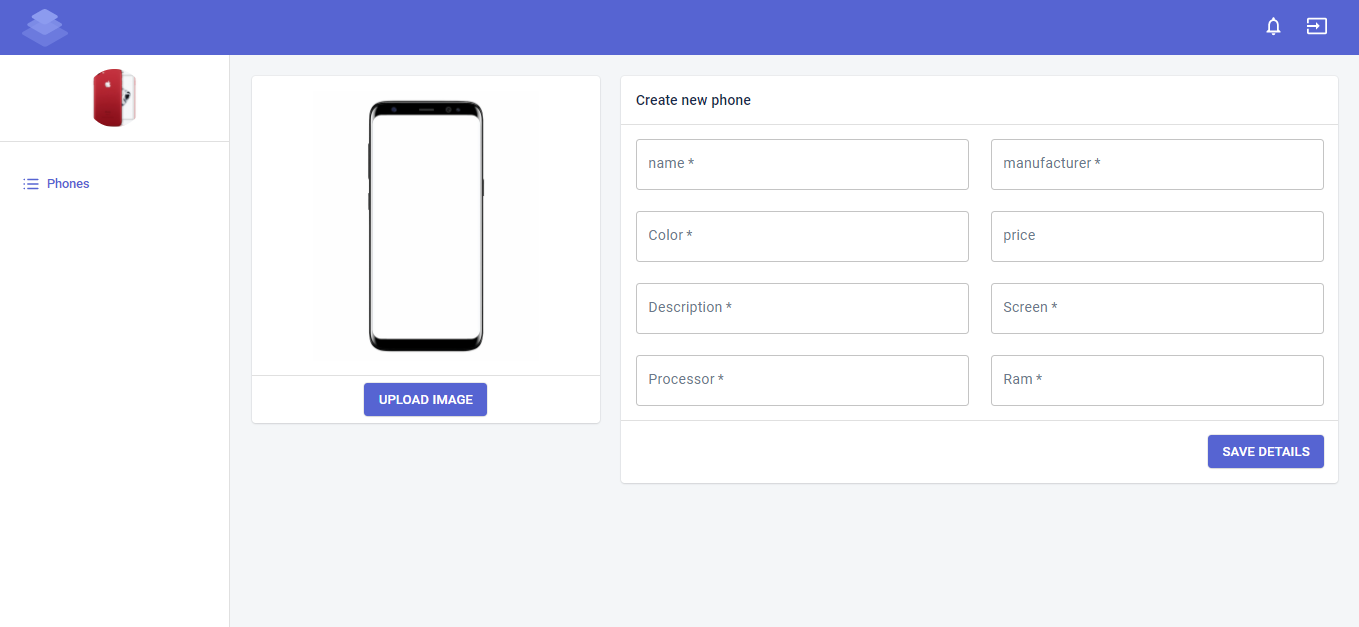 Phones
UPLOAD IMAGE
Create new phone
name *
manufacturer *
Color *
price
Description *
Screen *
Processor *
Ram *
SAVE DETAILS